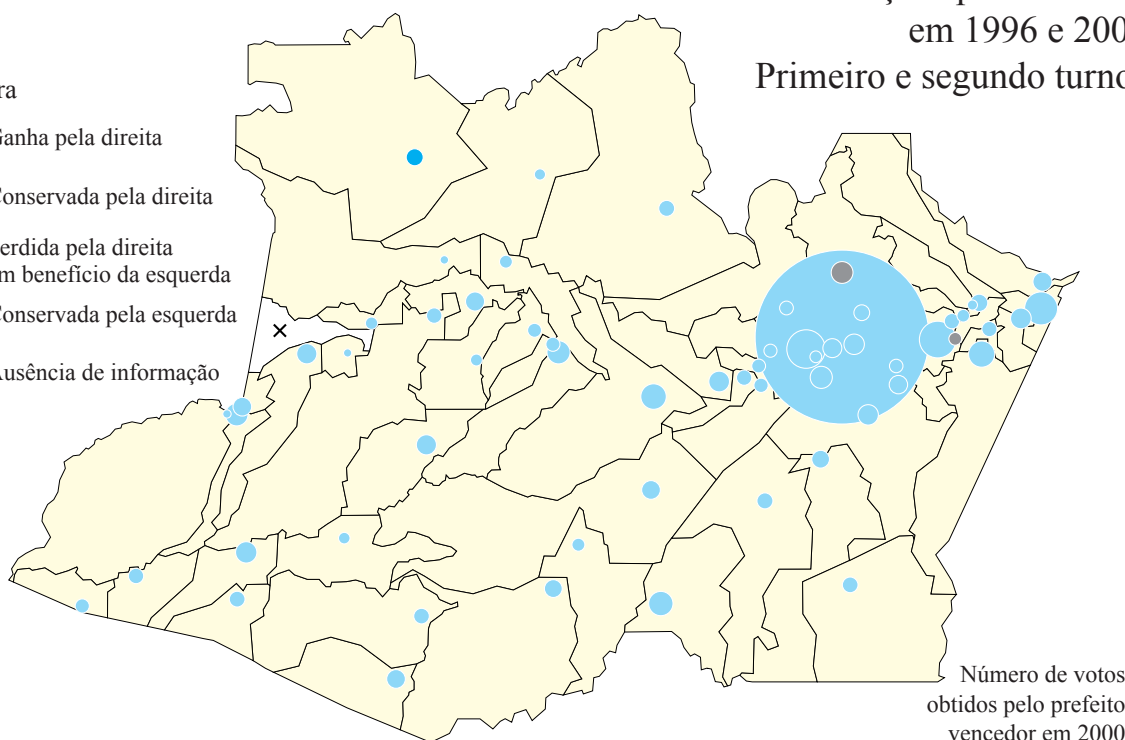 em 1996 e 200
Primeiro e segundo turno
ra
Ganha pela direita
Conservada pela direita
erdida pela direita
m benefício da esquerda
Conservada pela esquerda
Ausência de informação
Número de votos
obtidos pelo prefeito
vencedor em 2000